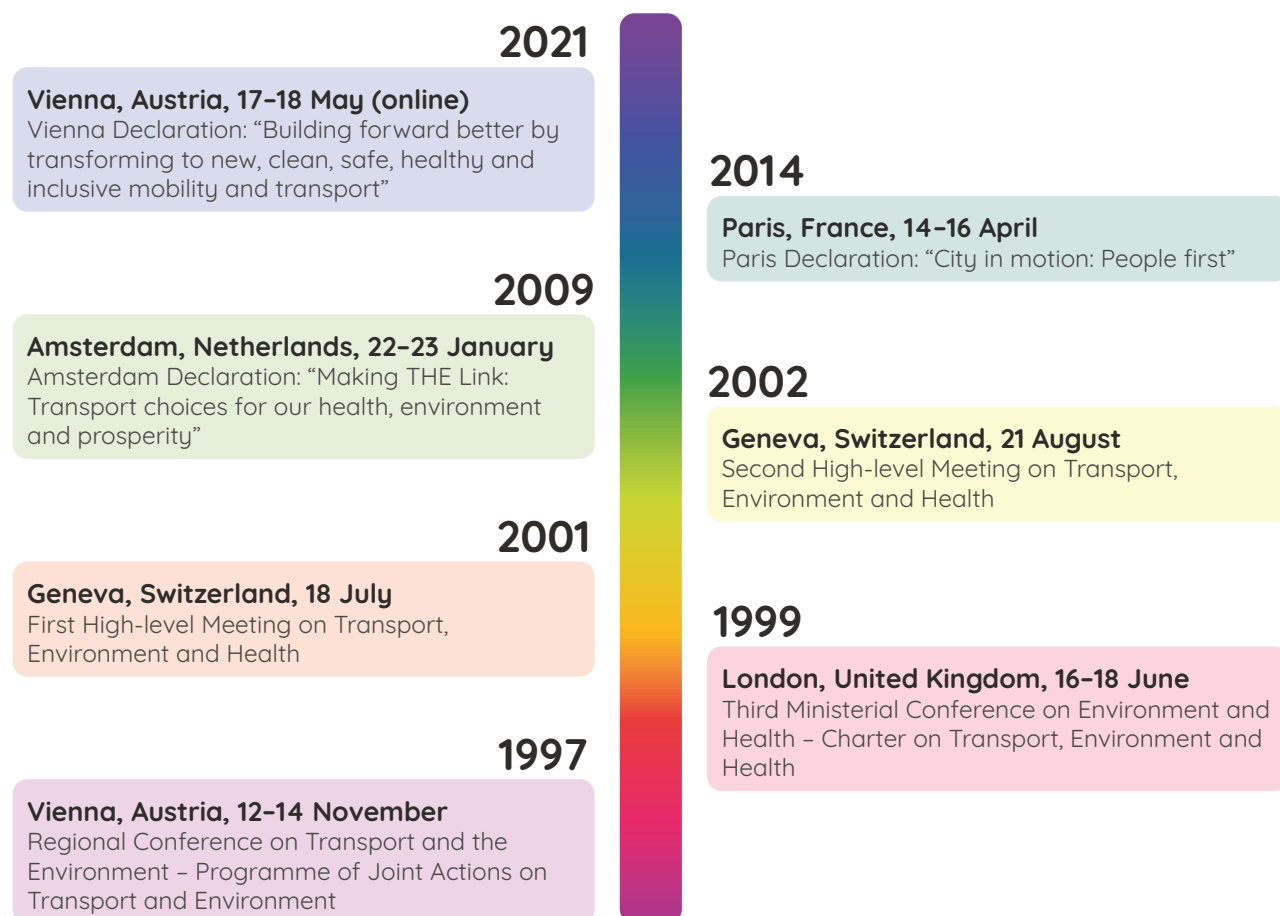 2021
Vienna, Austria, 17–18 May (online)
Vienna Declaration: “Building forward better by
transforming to new, clean, safe, healthy and
inclusive mobility and transport”
2014
Paris, France, 14–16 April
Paris Declaration: “City in motion: People first”
2009
Amsterdam, Netherlands, 22–23 January
Amsterdam Declaration: “Making THE Link:
Transport choices for our health, environment
and prosperity”
2002
Geneva, Switzerland, 21 August
Second High-level Meeting on Transport,
Environment and Health
2001
Geneva, Switzerland, 18 July
First High-level Meeting on Transport,
Environment and Health
1999
London, United Kingdom, 16–18 June
Third Ministerial Conference on Environment and
Health – Charter on Transport, Environment and
Health
1997
Vienna, Austria, 12–14 November
Regional Conference on Transport and the
Environment – Programme of Joint Actions on
Transport and Environment